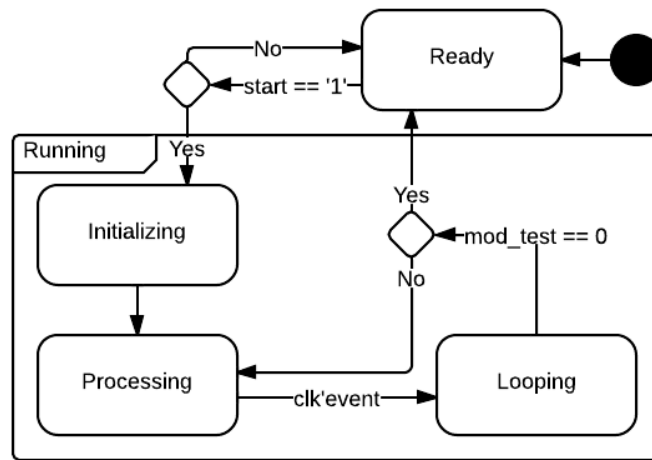 No
Ready
start == '1'
Running
Yes
Initializing
Yes
mod_test == 0
No
Processing
clk'event
Looping